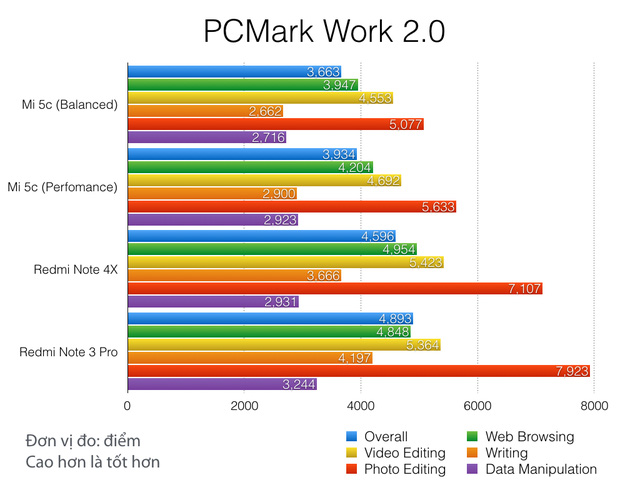 PCMark Work 2.0
Mi 5c (Balanced)
3,663
3,947
4,553
2,662
5,077
2,716
Mi 5c (Perfomance)
3,934
4,204
4,692
2,900
5,633
2,923
Redmi Note 4X
4,596
4,954
5,423
3,666
7,107
2,931
Redmi Note 3 Pro
4,893
4,848
5,364
4,197
7,923
3,244
0 2000 4000 6000 8000
Đơn vị đo: điểm
Cao hơn là tốt hơn
Overall Web Browsing
Video Editing Writing
Photo Editing Data Manipulation